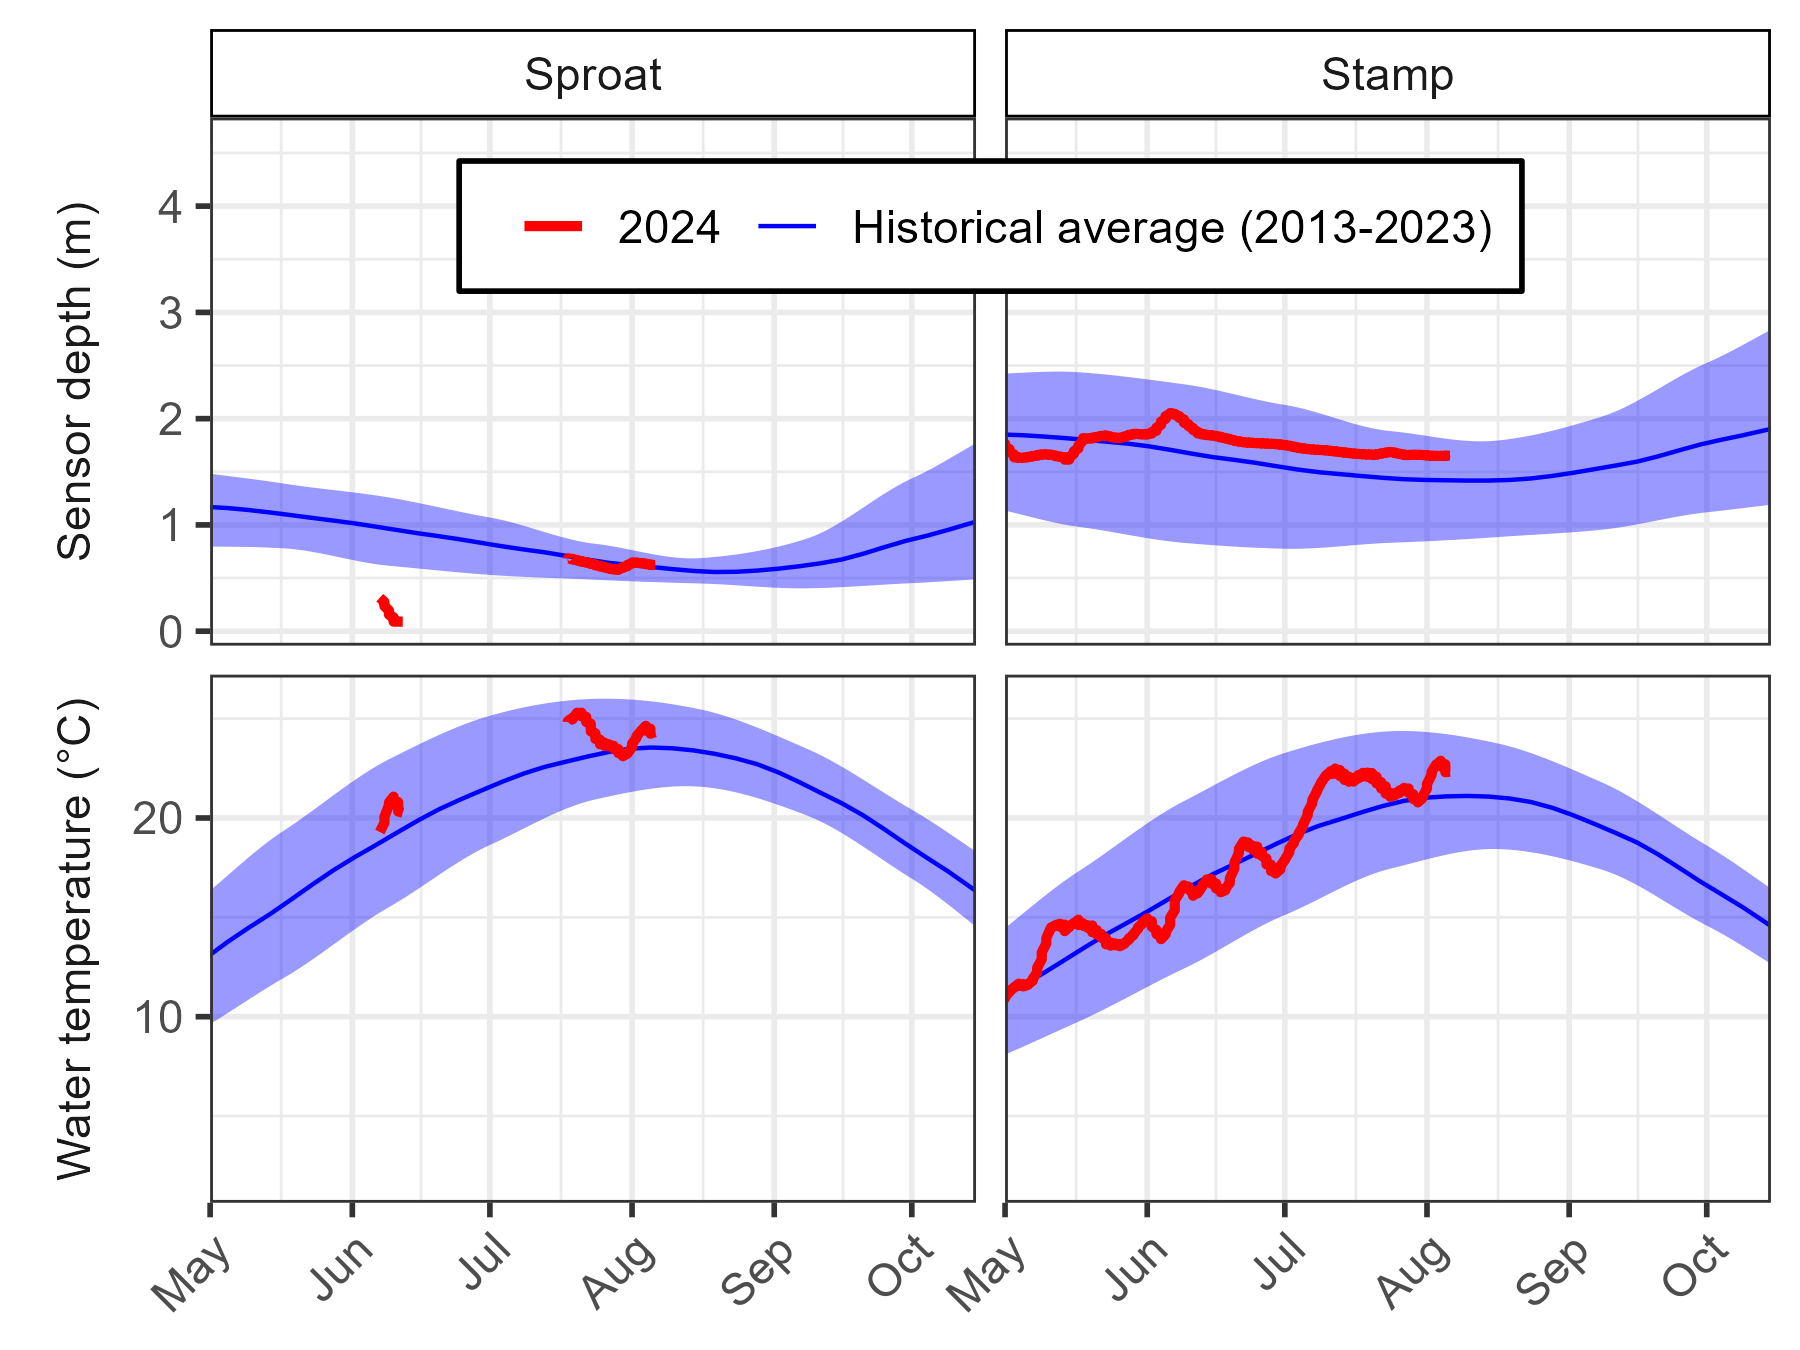 Sproat
Stamp
2024
Historical average (2013-2023)
Sensor depth (m)
4
3
2
1
0
Water temperature (°C)
20
10
May
Jun
Jul
Aug
Sep
Oct
May
Jun
Jul
Aug
Sep
Oct